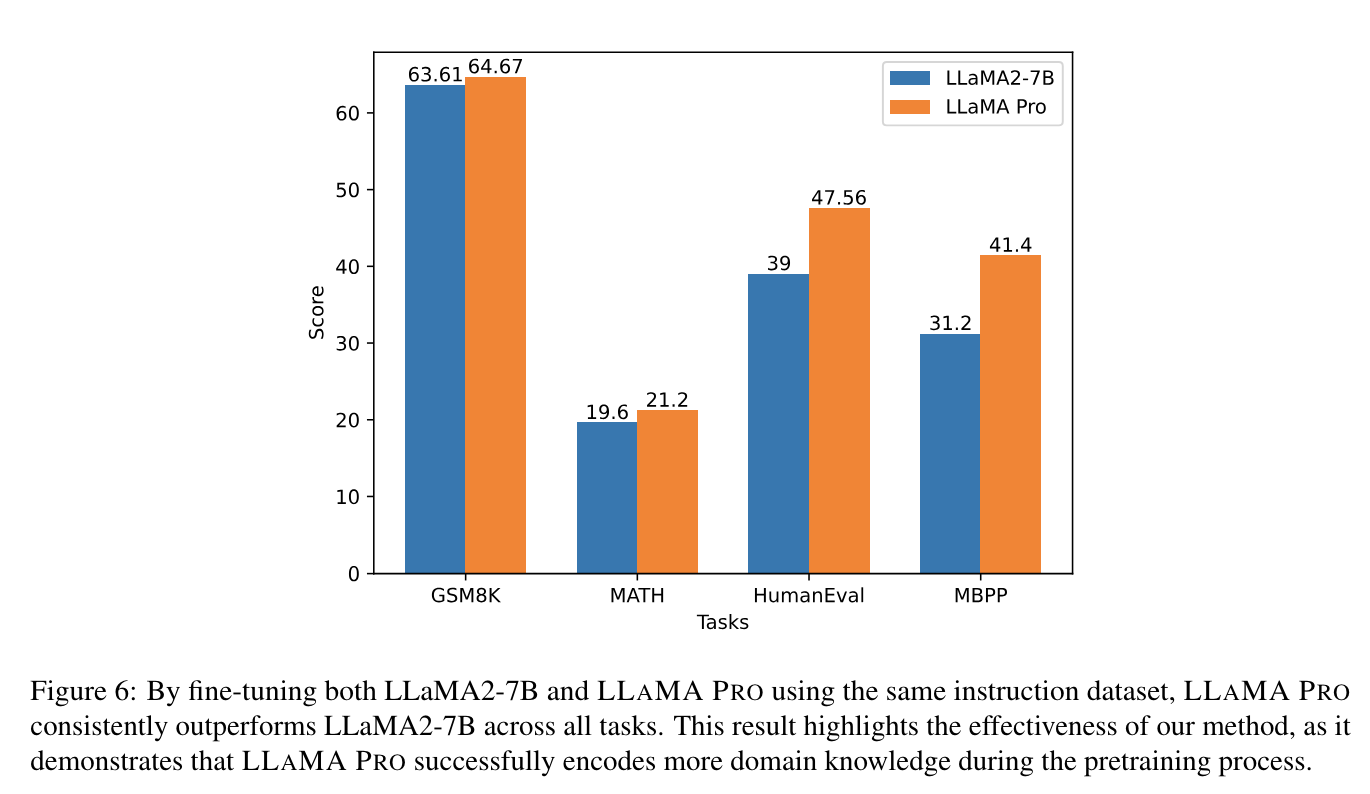 63.61 64.67
LLaMA2-7B
LLaMA Pro
60
50
47.56
41.4
40
39
Score
31.2
30
19.6 21.2
20
10
0
GSM8K MATH HumanEval MBPP
Tasks
Figure 6: By fine-tuning both LLaMA2-7B and LLAMA PRO using the same instruction dataset, LLAMA PRO
consistently outperforms LLaMA2-7B across all tasks. This result highlights the effectiveness of our method, as it
demonstrates that LLAMA PRO successfully encodes more domain knowledge during the pretraining process.